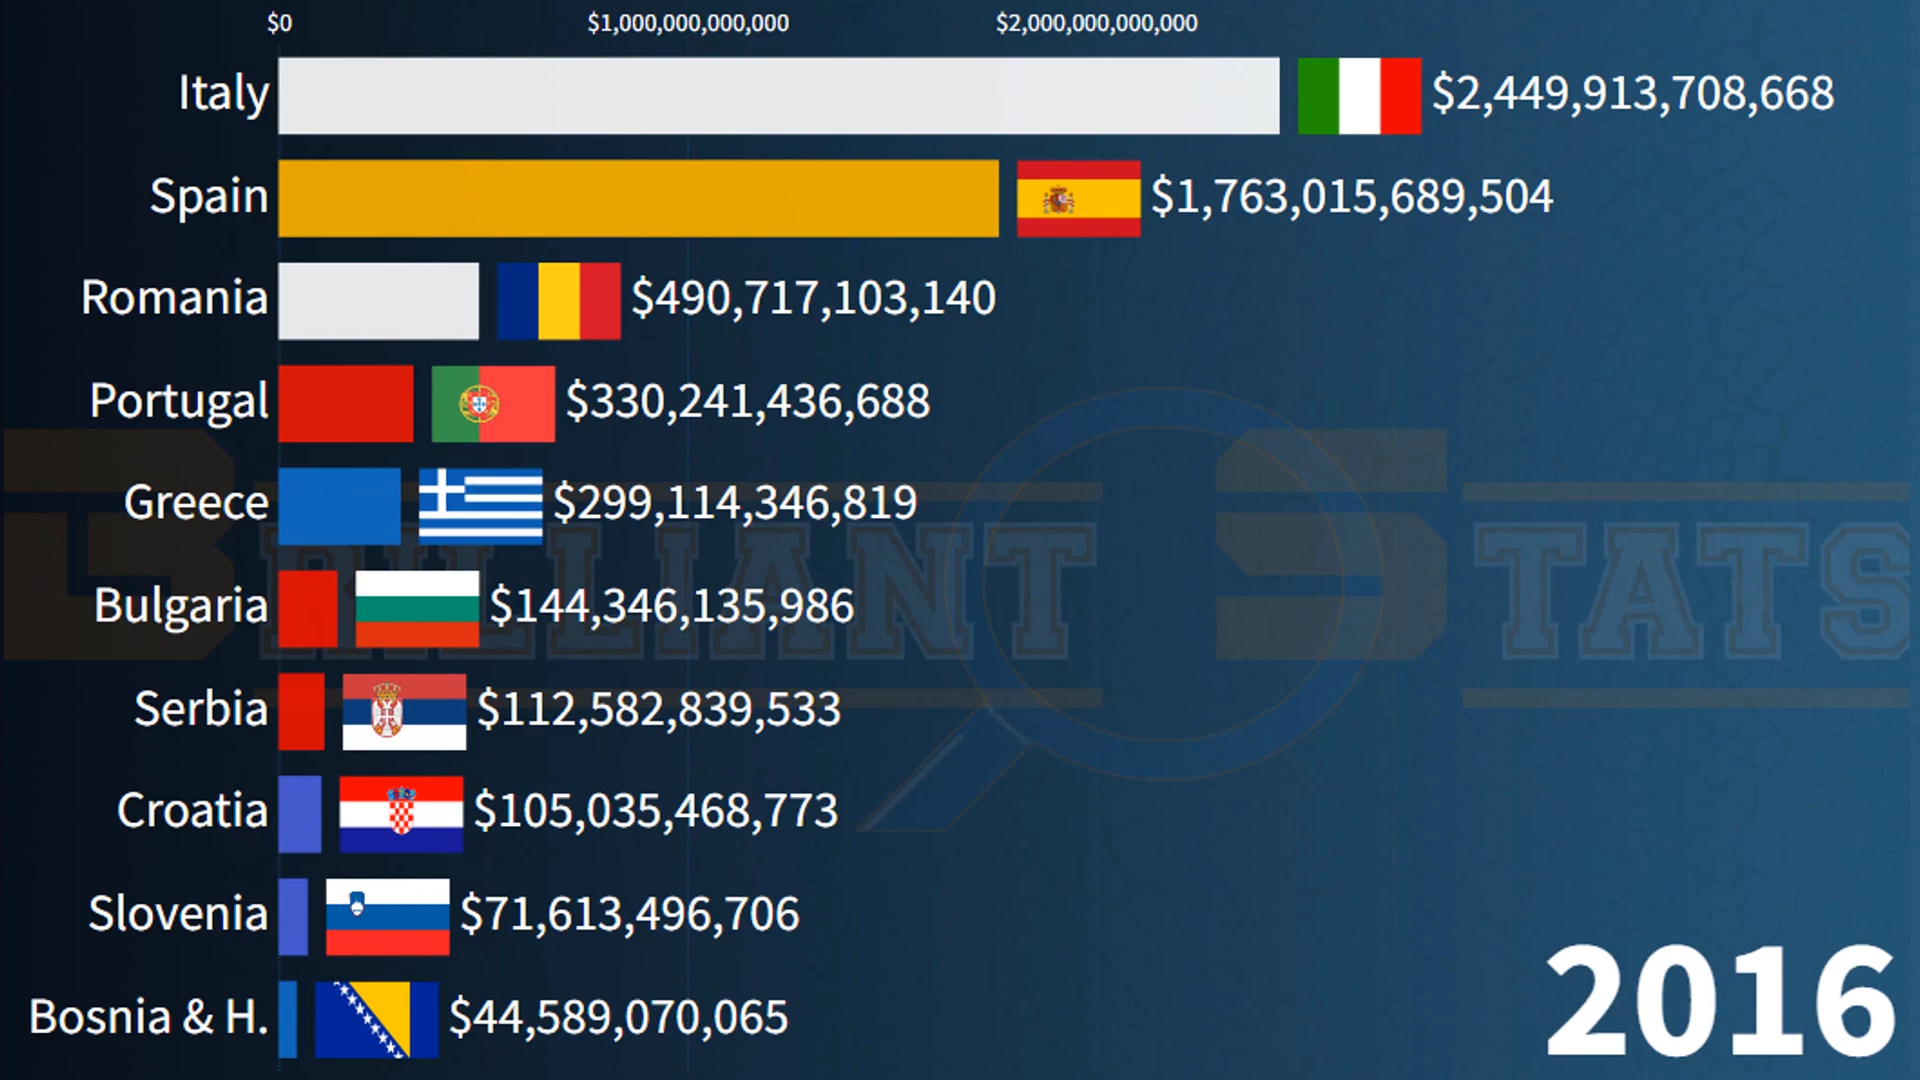 $0 $1,000,000,000,000 $2,000,000,000,000
Italy $2,449,913,708,668
Spain $1,763,015,689,504
Romania $490,717,103,140
Portugal $330,241,436,688
Greece $299,114,346,819
Bulgaria $144,346,135,986
BRILLIANT STATS
Serbia $112,582,839,533
Croatia $105,035,468,773
Slovenia $71,613,496,706
Bosnia & H. $44,589,070,065
2016